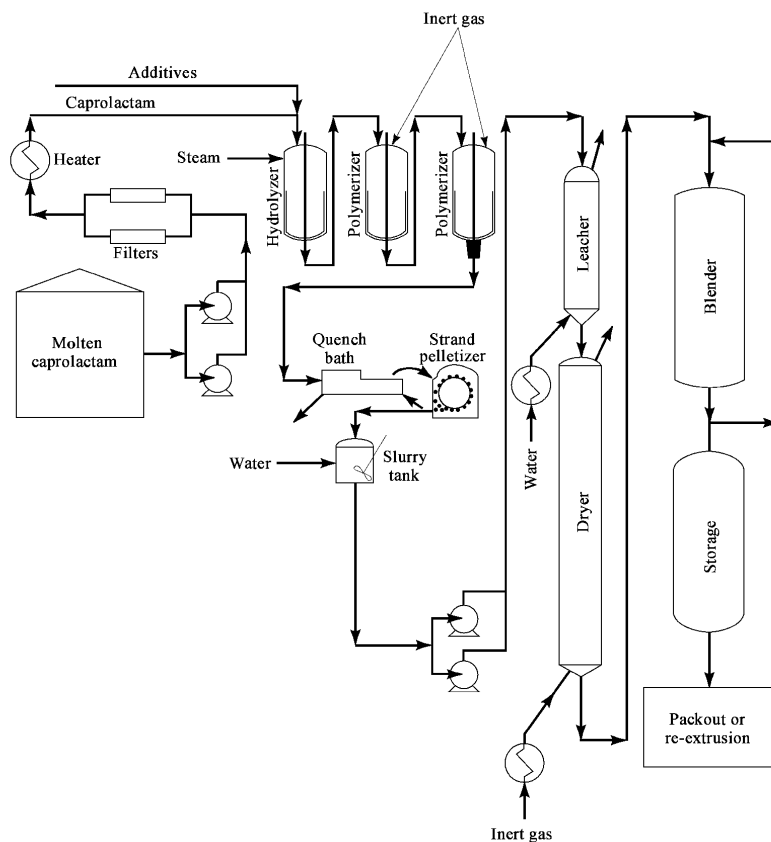 Inert gas
Additives
Caprolactam
Heater
Steam
Hydrolyzer
Polymerizer
Polymerizer
Filters
Molten
caprolactam
Leacher
Blender
Quench
bath
Strand
pelletizer
Water
Slurry
tank
Water
Dryer
Storage
Packout or
re-extrusion
Inert gas